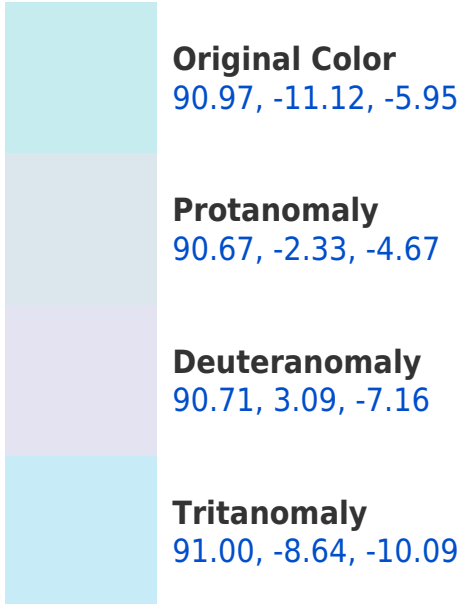 Original Color
90.97, -11.12, -5.95
Protanomaly
90.67, -2.33, -4.67
Deuteranomaly
90.71, 3.09, -7.16
Tritanomaly
91.00, -8.64, -10.09